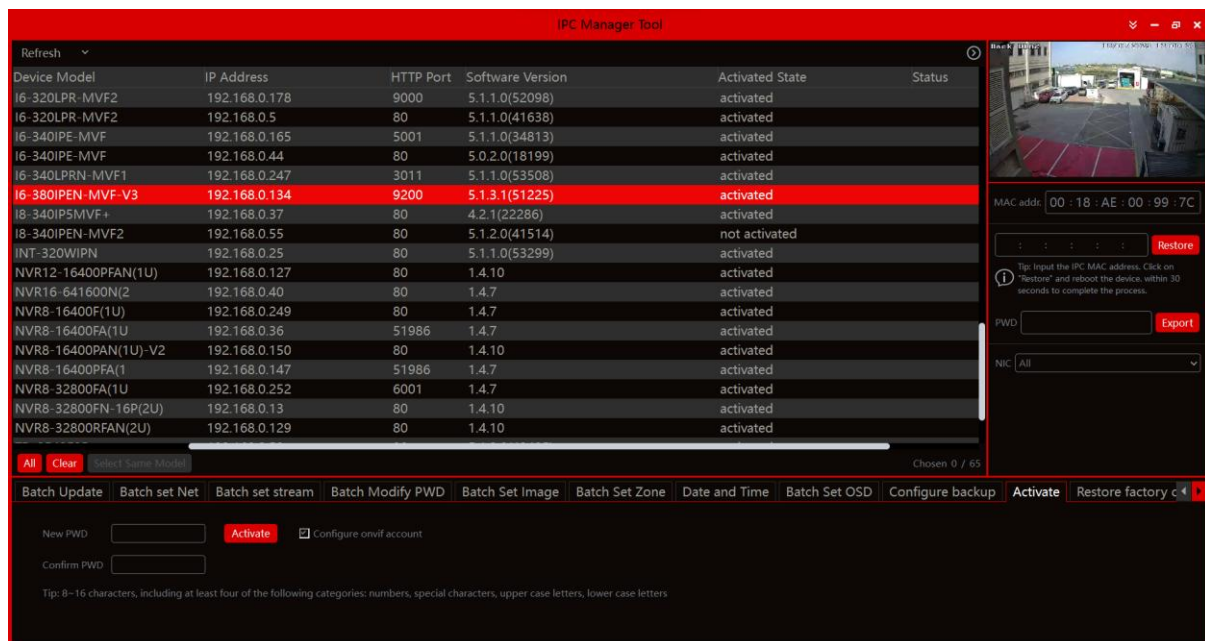 IPC Manager Tool
Refresh
Device Model IP Address HTTP Port Software Version Activated State Status
I6-320LPR-MVF2 192.168.0.178 9000 5.1.1.0(52098) activated
I6-320LPR-MVF2 192.168.0.5 80 5.1.1.0(41638) activated
I6-340IPE-MVF 192.168.0.165 5001 5.1.1.0(34813) activated
I6-340IPE-MVF 192.168.0.44 80 5.0.2.0(18199) activated
I6-340LPRN-MVF1 192.168.0.247 3011 5.1.1.0(53508) activated
I6-380IPEN-MVF-V3 192.168.0.134 9200 5.1.3.1(51225) activated
I8-340IP5MVF+ 192.168.0.37 80 4.2.1(22286) activated
I8-340IPEN-MVF2 192.168.0.55 80 5.1.2.0(41514) not activated
INT-320WIPN 192.168.0.25 80 5.1.1.0(53299) activated
NVR12-16400PFAN(1U) 192.168.0.127 80 1.4.10 activated
NVR16-641600N(2 192.168.0.40 80 1.4.7 activated
NVR8-16400F(1U) 192.168.0.249 80 1.4.7 activated
NVR8-16400FA(1U 192.168.0.36 51986 1.4.7 activated
NVR8-16400PAN(1U)-V2 192.168.0.150 80 1.4.10 activated
NVR8-16400PFA(1 192.168.0.147 51986 1.4.7 activated
NVR8-32800FA(1U 192.168.0.252 6001 1.4.7 activated
NVR8-32800FN-16P(2U) 192.168.0.13 80 1.4.10 activated
NVR8-32800RFAN(2U) 192.168.0.129 80 1.4.10 activated
All Clear Select Same Model Chosen 0 / 65
MAC addr. 00 : 18 : AE : 00 : 99 : 7C
: : : : : Restore
Tip: Input the IPC MAC address. Click on
"Restore" and reboot the device. within 30
seconds to complete the process.
PWD Export
NIC All
Batch Update Batch set Net Batch set stream Batch Modify PWD Batch Set Image Batch Set Zone Date and Time Batch Set OSD Configure backup Activate Restore factory
New PWD Activate Configure onvif account
Confirm PWD
Tip: 8~16 characters, including at least four of the following categories: numbers, special characters, upper case letters, lower case letters